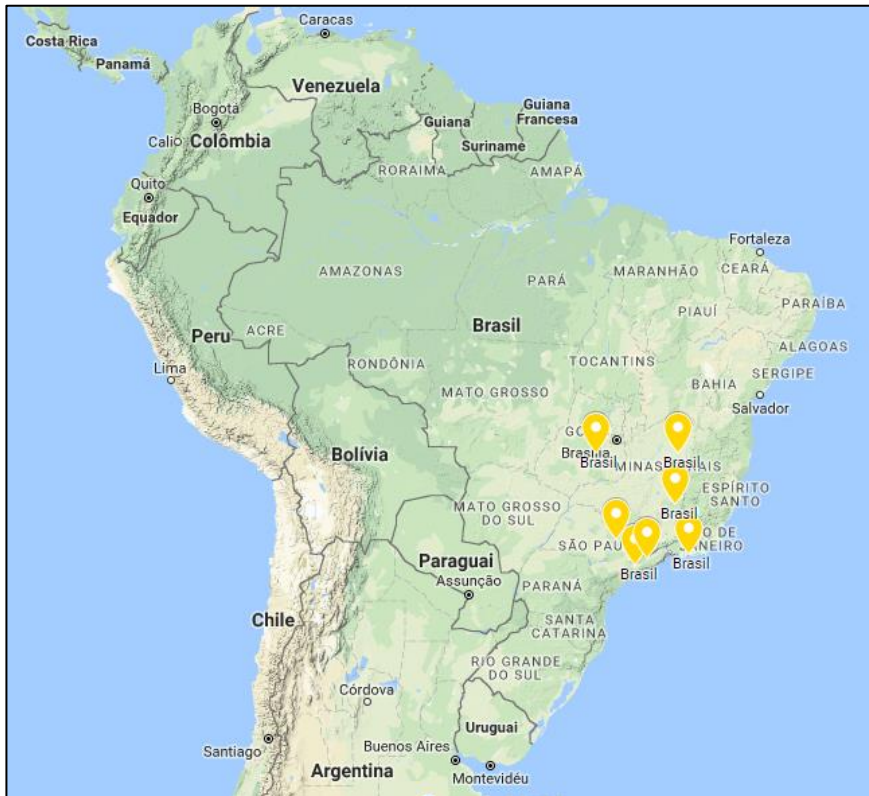 Caracas
Costa Rica
Panamá
Venezuela
Bogotá
Colômbia
Cali
Guiana
Guiana
Francesa
Suriname
RORAIMA
AMAPÁ
Quito
Equador
Fortaleza
AMAZONAS
PARÁ
MARANHÃO
CEARÁ
PARAÍBA
PIAUÍ
Brasil
Peru
ACRE
RONDÔNIA
TOCANTINS
ALAGOAS
SERGIPE
Lima
MATO GROSSO
BAHIA
Salvador
Brasil
Brasil
Bolívia
ESPÍRITO
SANTO
MATO GROSSO
DO SUL
Brasil
Brasil
Brasil
Paraguai
Assunção
PARANÁ
SANTA
CATARINA
Chile
RIO GRANDE
DO SUL
Córdova
Uruguai
Santiago
Buenos Aires
Montevidéu
Argentina